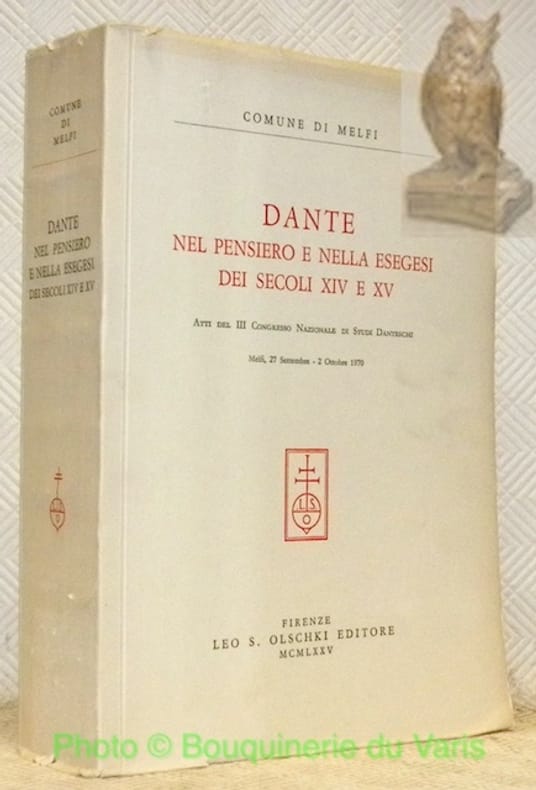 COMUNE
DI
MELFI
DANTE
NEL PENSIERO
E NELLA ESEGESI
DEI SECOLI XIV E XV
L S
O
COMUNE DI MELFI
DANTE
NEL PENSIERO E NELLA ESEGESI
DEI SECOLI XIV E XV
Atti del III Congresso Nazionale di Studi Danteschi
Melfi, 27 Settembre - 2 Ottobre 1970
L S
O
FIRENZE
LEO S. OLSCHKI EDITORE
MCMLXXV
Photo © Bouquinerie du Varis